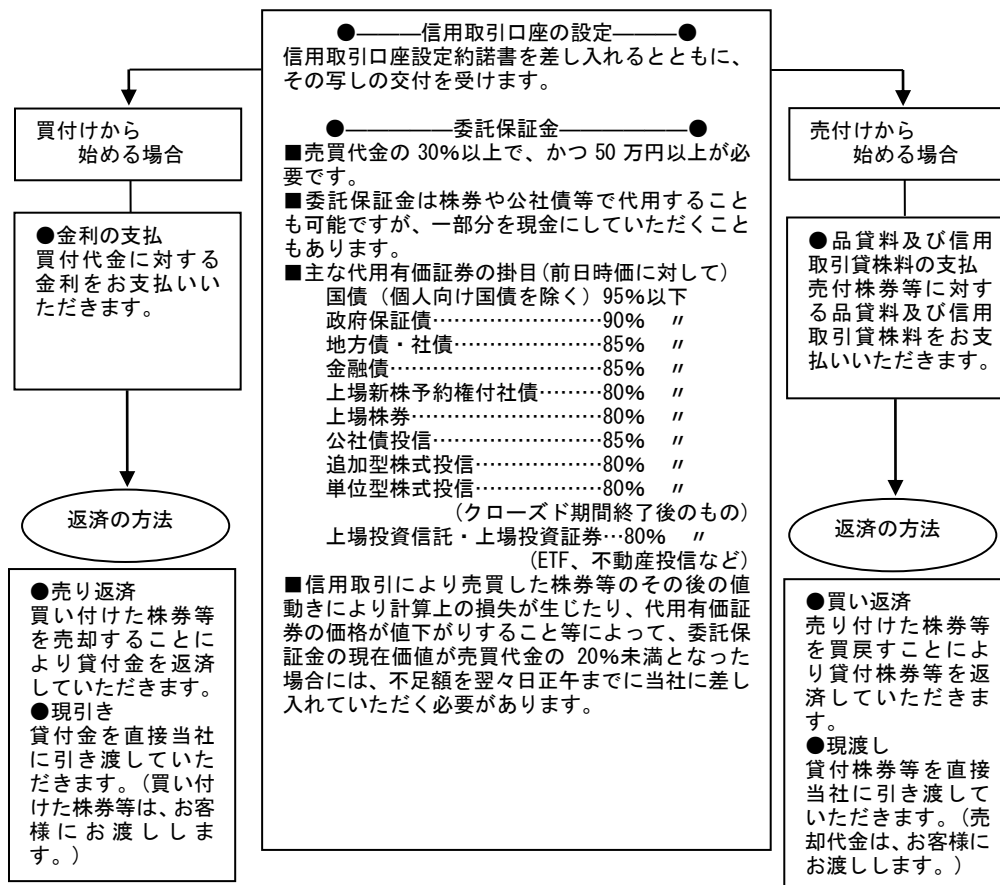 ●―――信用取引口座の設定―――●
信用取引口座設定約諾書を差し入れるとともに、
その写しの交付を受けます。
●―――――委託保証金―――――●
■売買代金の 30%以上で、かつ 50 万円以上が必
要です。
■委託保証金は株券や公社債等で代用すること
も可能ですが、一部分を現金にしていただくこと
もあります。
■主な代用有価証券の掛目(前日時価に対して)
国債（個人向け国債を除く）95%以下
政府保証債……………………90% 〃
地方債・社債…………………85% 〃
金融債…………………………85% 〃
上場新株予約権付社債………80% 〃
上場株券………………………80% 〃
公社債投信……………………85% 〃
追加型株式投信………………80% 〃
単位型株式投信………………80% 〃
(クローズド期間終了後のもの)
上場投資信託・上場投資証券…80% 〃
(ETF、不動産投信など)
■信用取引により売買した株券等のその後の値
動きにより計算上の損失が生じたり、代用有価証
券の価格が値下がりすること等によって、委託保
証金の現在価値が売買代金の 20%未満となった
場合には、不足額を翌々日正午までに当社に差し
入れていただく必要があります。
買付けから
始める場合
●金利の支払
買付代金に対する
金利をお支払いい
ただきます。
返済の方法
●売り返済
買い付けた株券等
を売却することに
より貸付金を返済
していただきます。
●現引き
貸付金を直接当社
に引き渡していた
だきます。(買い付
けた株券等は、お客
様にお渡ししま
す。)
売付けから
始める場合
●品貸料及び信用
取引貸株料の支払
売付株券等に対す
る品貸料及び信用
取引貸株料をお支
払いいただきます。
返済の方法
●買い返済
売り付けた株券等
を買戻すことによ
り貸付株券等を返
済していただきま
す。
●現渡し
貸付株券等を直接
当社に引き渡して
いただきます。(売
却代金は、お客様に
お渡しします。)